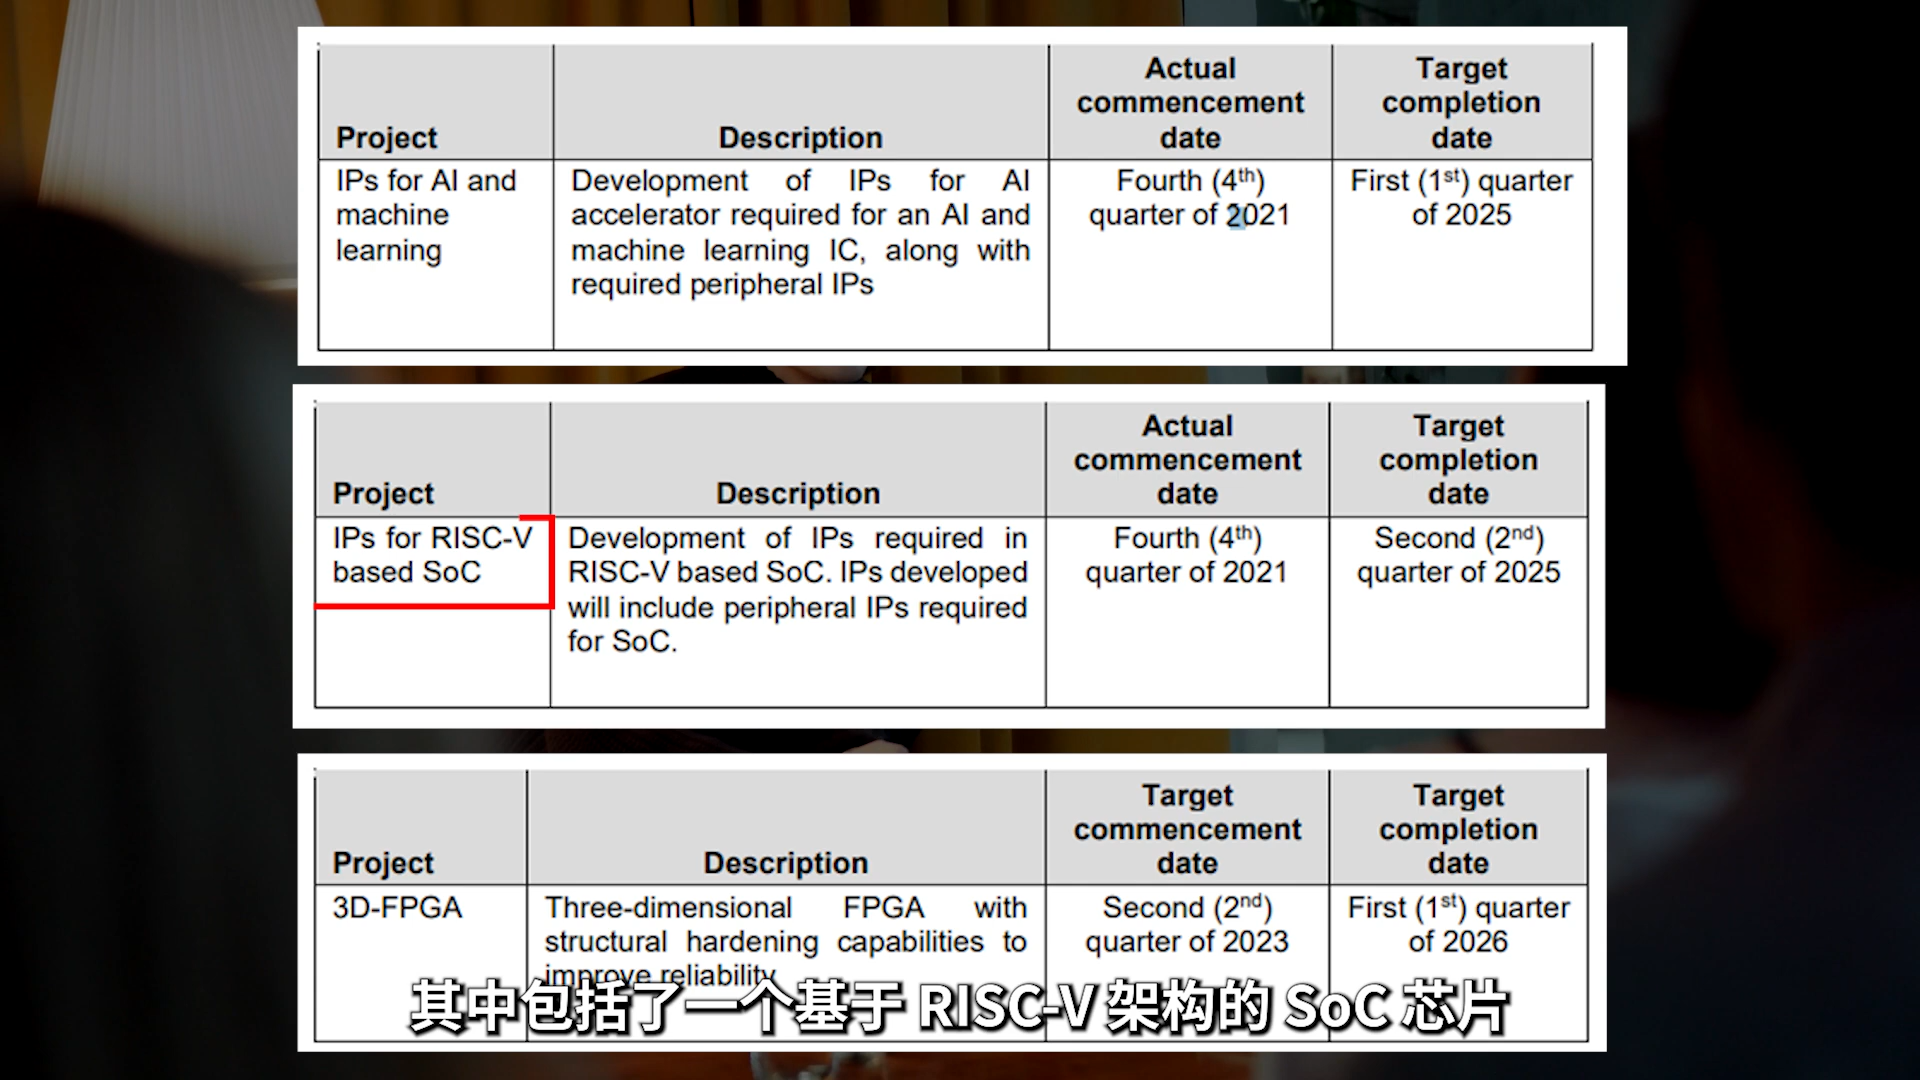 Project Description Actual commencement date Target completion date
IPs for AI and machine learning
Development of IPs for AI
accelerator required for an AI and
machine learning IC, along with
required peripheral IPs
Fourth (4th)
quarter of 2021
First (1st) quarter
of 2025
Project Description Actual commencement date Target completion date
IPs for RISC-V
based SoC
Development of IPs required in
RISC-V based SoC. IPs developed
will include peripheral IPs required
for SoC.
Fourth (4th)
quarter of 2021
Second (2nd)
quarter of 2025
Project Description Target commencement date Target completion date
3D-FPGA
Three-dimensional FPGA with
structural hardening capabilities to
improve reliability
Second (2nd)
quarter of 2023
First (1st) quarter
of 2026
其中包括了一个基于 RISC-V 架构的 SoC 芯片